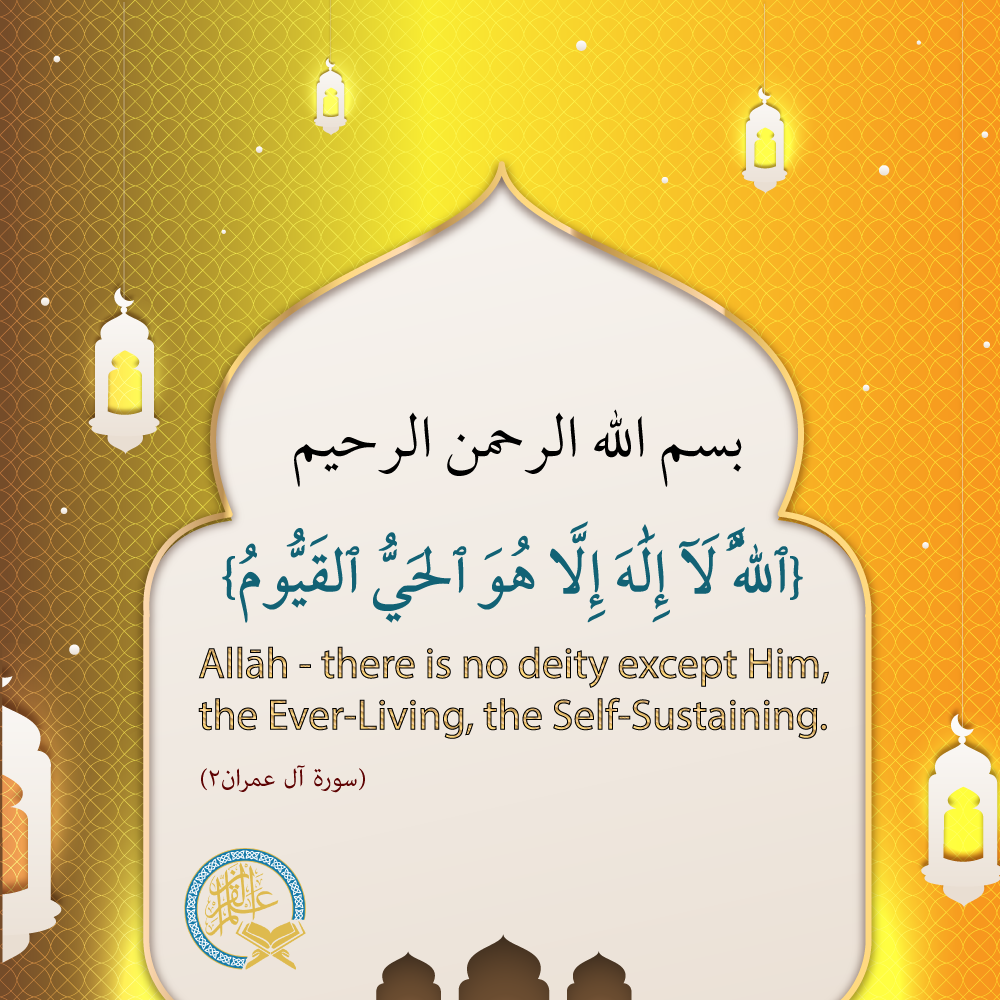 بسم الله الرحمن الرحيم
{ٱللَّهُ لَآ إِلَٰهَ إِلَّا هُوَ ٱلْحَيُّ ٱلْقَيُّومُ}
Allāh - there is no deity except Him,
the Ever-Living, the Self-Sustaining.
(سورة آل عمران٢)